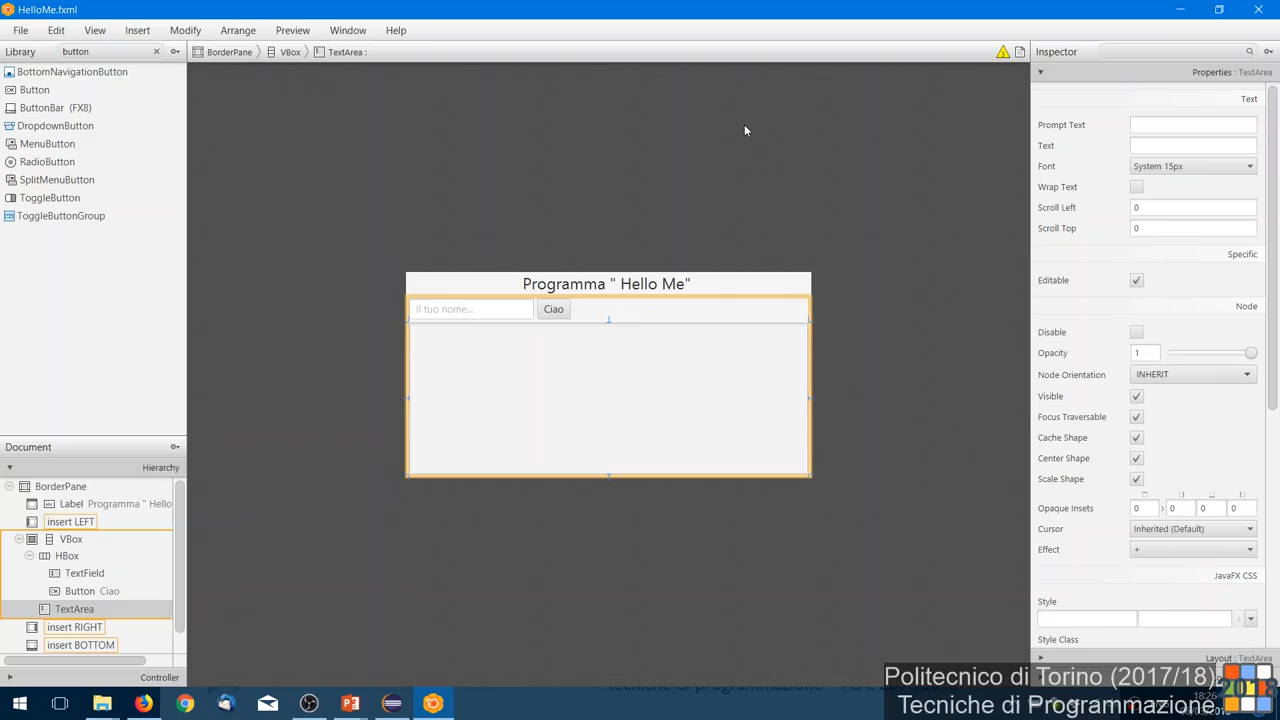 HelloMe.fxml
File Edit View Insert Modify Arrange Preview Window Help
Library button
BorderPane VBox TextArea :
Inspector
BottomNavigationButton
Button
ButtonBar (FX8)
DropdownButton
MenuButton
RadioButton
SplitMenuButton
ToggleButton
ToggleButtonGroup
Programma " Hello Me"
Il tuo nome... Ciao
Document
Hierarchy
BorderPane
Label Programma " Hello
insert LEFT
VBox
HBox
TextField
Button Ciao
TextArea
insert RIGHT
insert BOTTOM
Controller
Properties : TextArea
Text
Prompt Text
Text
Font System 15px
Wrap Text
Scroll Left 0
Scroll Top 0
Specific
Editable
Node
Disable
Opacity 1
Node Orientation INHERIT
Visible
Focus Traversable
Cache Shape
Center Shape
Scale Shape
Opaque Insets 0 0 0 0
Cursor Inherited (Default)
Effect +
JavaFX CSS
Style
Style Class
Layout : TextArea
Politecnico di Torino (2017/18)
Tecniche di Programmazione
2018
18:26